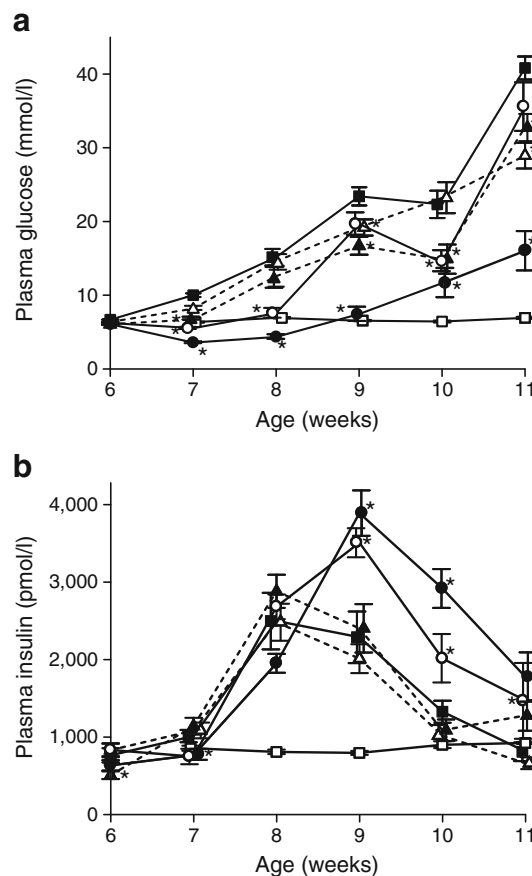 a
40
30
20
10
0
Plasma glucose (mmol/l)
6 7 8 9 10 11
Age (weeks)
* * * * * * * * * * * *
b
4,000
3,000
2,000
1,000
0
Plasma insulin (pmol/l)
6 7 8 9 10 11
Age (weeks)
* * * * * * *